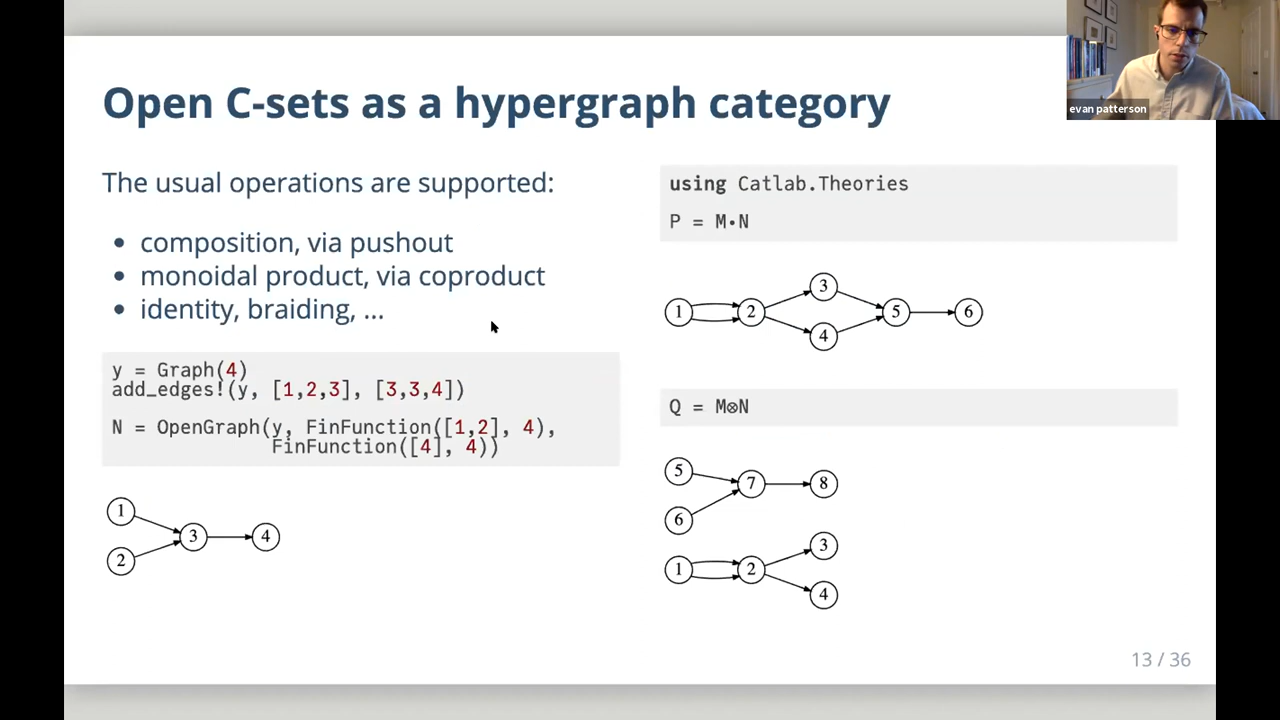 evan patterson
Open C-sets as a hypergraph category
The usual operations are supported:
• composition, via pushout
• monoidal product, via coproduct
• identity, braiding, ...
y = Graph(4)
add_edges!(y, [1,2,3], [3,3,4])
N = OpenGraph(y, FinFunction([1,2], 4),
FinFunction([4], 4))
1
2
3
4
using Catlab.Theories
P = M⋅N
1
2
3
4
5
6
Q = M⊗N
5
6
7
8
1
2
3
4
13 / 36